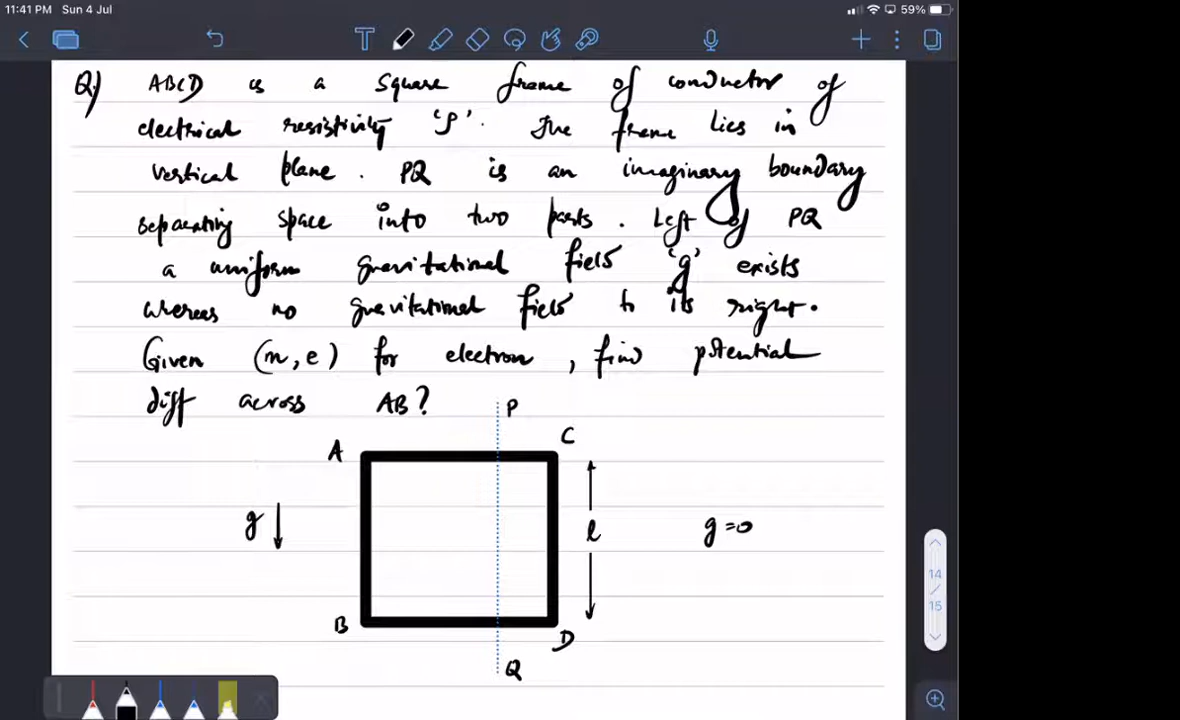 11:41 PM Sun 4 Jul 59%
Q) ABCD is a square frame of conductor of
electrical resistivity 'ρ'. The frame lies in
vertical plane. PQ is an imaginary boundary
separating space into two parts. Left of PQ
a uniform gravitational field 'g' exists
whereas no gravitational field to its right.
Given (m, e) for electron, find potential
diff across AB?
P
C
A
g
l
g=0
B
D
Q
14
/
15